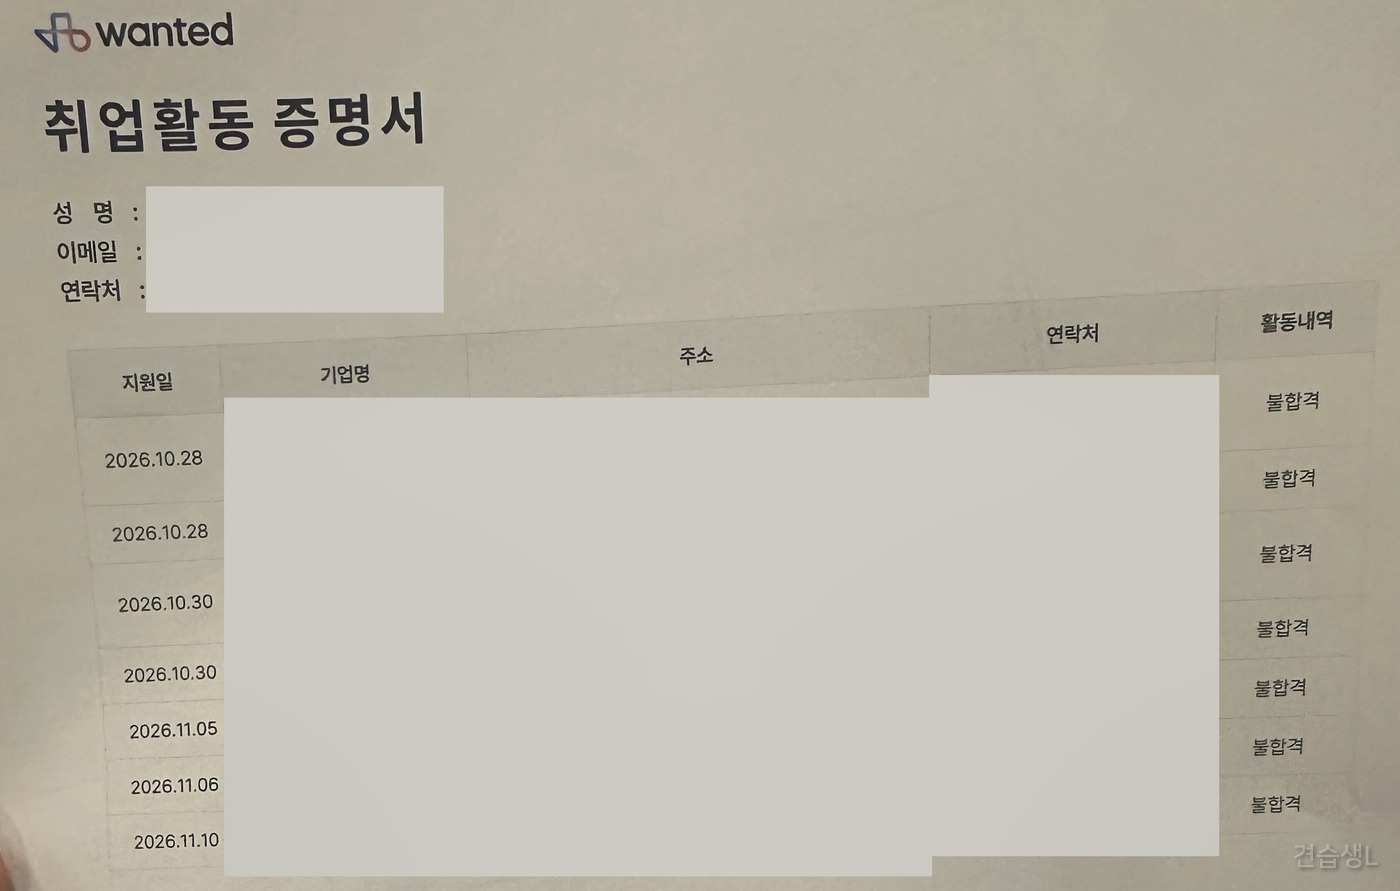 wanted
취업활동 증명서
성 명 :
이메일 :
연락처 :
지원일 기업명 주소 연락처 활동내역
2026.10.28 불합격
2026.10.28 불합격
2026.10.30 불합격
2026.10.30 불합격
2026.11.05 불합격
2026.11.06 불합격
2026.11.10 불합격
견습생L